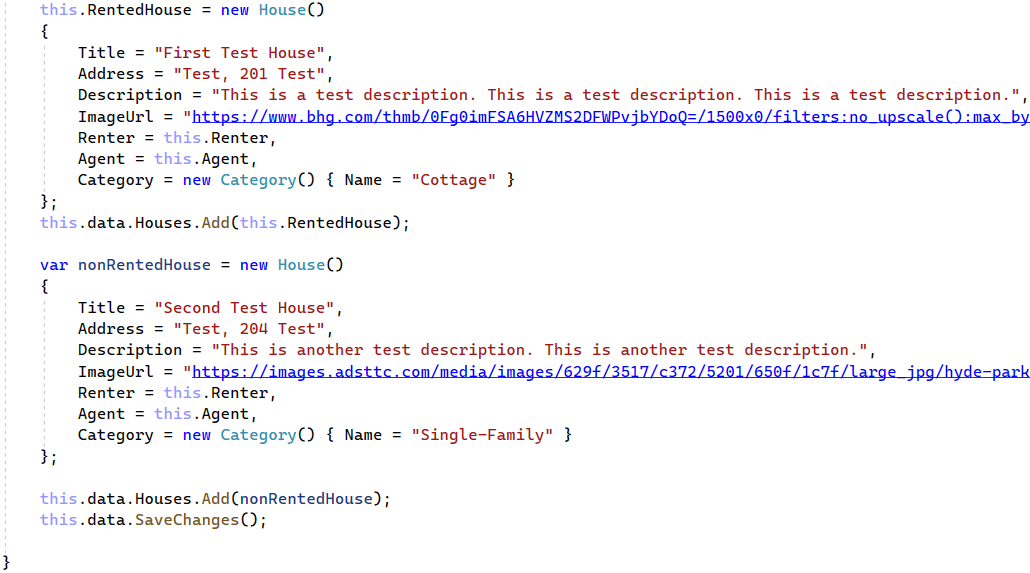 this.RentedHouse = new House()
{
Title = "First Test House",
Address = "Test, 201 Test",
Description = "This is a test description. This is a test description. This is a test description.",
ImageUrl = "https://www.bhg.com/thmb/0Fg0imFSA6HVZMS2DFWPvjbYDoQ=/1500x0/filters:no_upscale():max_by
Renter = this.Renter,
Agent = this.Agent,
Category = new Category() { Name = "Cottage" }
};
this.data.Houses.Add(this.RentedHouse);
var nonRentedHouse = new House()
{
Title = "Second Test House",
Address = "Test, 204 Test",
Description = "This is another test description. This is another test description.",
ImageUrl = "https://images.adsttc.com/media/images/629f/3517/c372/5201/650f/1c7f/large_jpg/hyde-park
Renter = this.Renter,
Agent = this.Agent,
Category = new Category() { Name = "Single-Family" }
};
this.data.Houses.Add(nonRentedHouse);
this.data.SaveChanges();
}